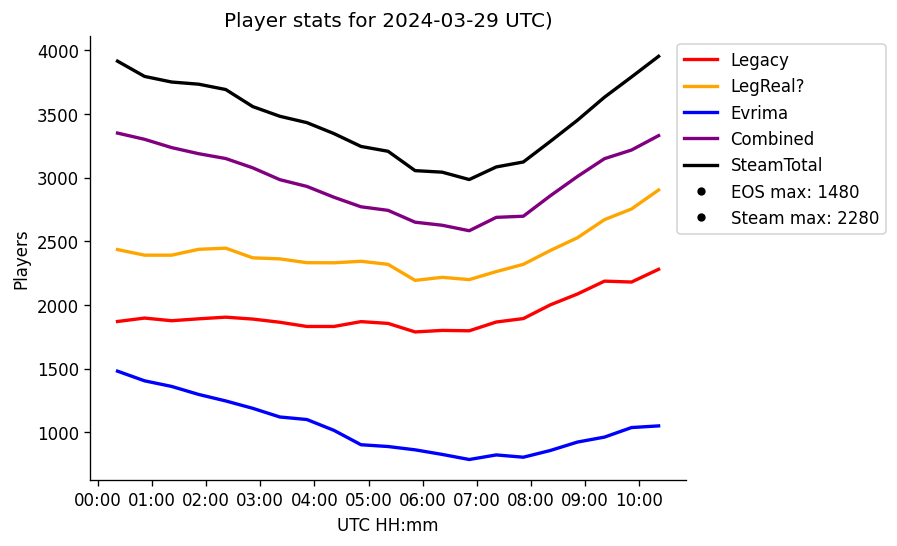 Player stats for 2024-03-29 UTC)
4000
3500
3000
2500
2000
1500
1000
Players
00:00 01:00 02:00 03:00 04:00 05:00 06:00 07:00 08:00 09:00 10:00
UTC HH:mm
Legacy
LegReal?
Evrima
Combined
SteamTotal
EOS max: 1480
Steam max: 2280